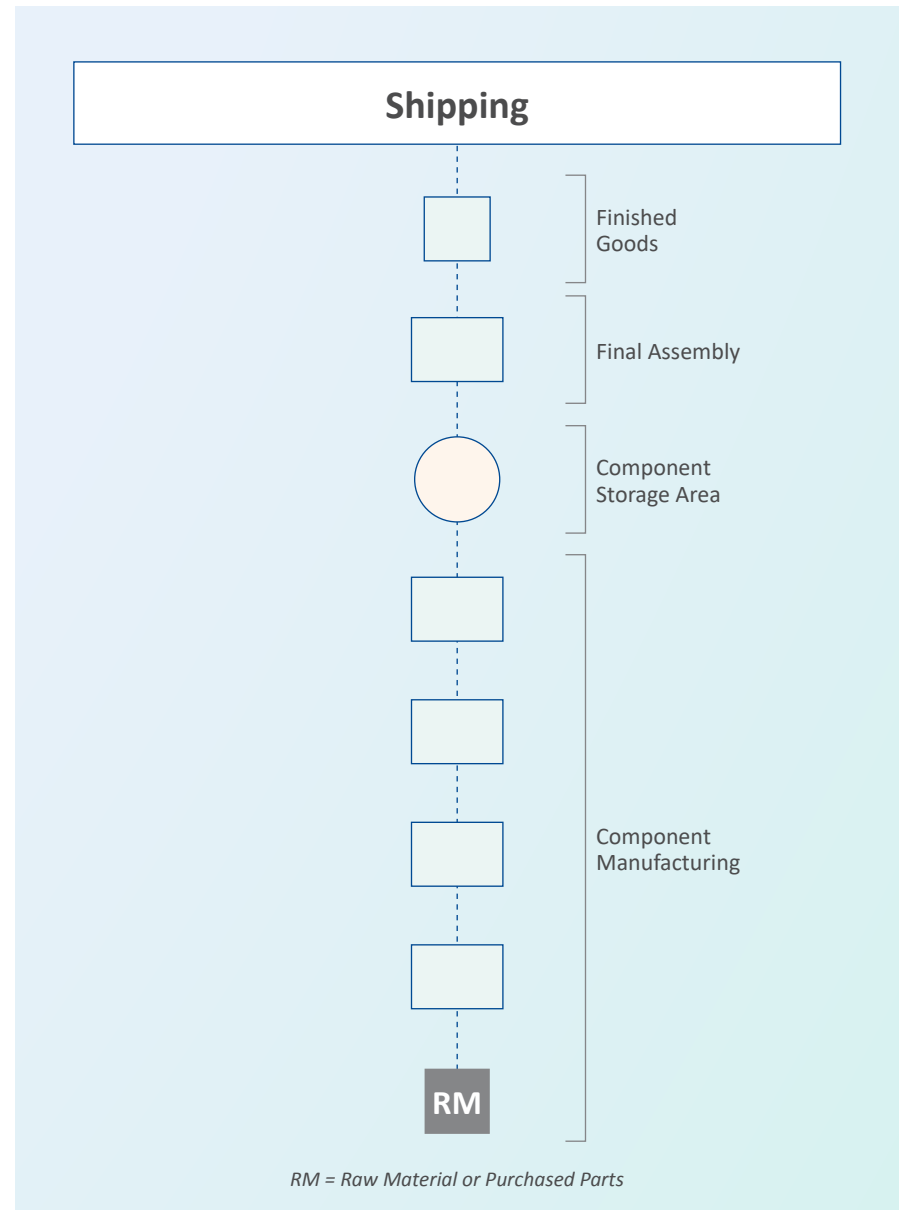 Shipping
Finished
Goods
Final Assembly
Component
Storage Area
Component
Manufacturing
RM
RM = Raw Material or Purchased Parts